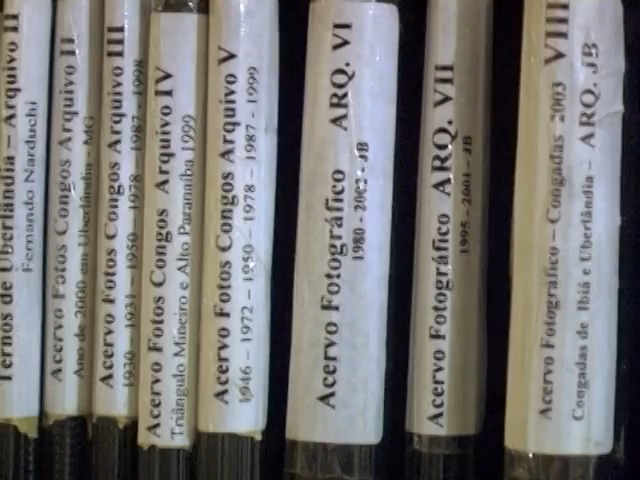 Ternos de Uberlândia – Arquivo II
Fernando Narduchi
Acervo Fotos Congos Arquivo II
Ano de 2000 em Uberlândia - MG
Acervo Fotos Congos Arquivo III
1930 – 1931 – 1950 – 1978 – 1987 - 1998
Acervo Fotos Congos Arquivo IV
Triângulo Mineiro e Alto Paranaíba 1999
Acervo Fotos Congos Arquivo V
1946 – 1972 – 1950 – 1978 – 1987 - 1999
Acervo Fotográfico ARQ. VI
1980 - 2002 - JB
Acervo Fotográfico ARQ. VII
1995 – 2001 – JB
Acervo Fotográfico – Congadas 2003 VIII
Congadas de Ibiá e Uberlândia – ARQ. JB